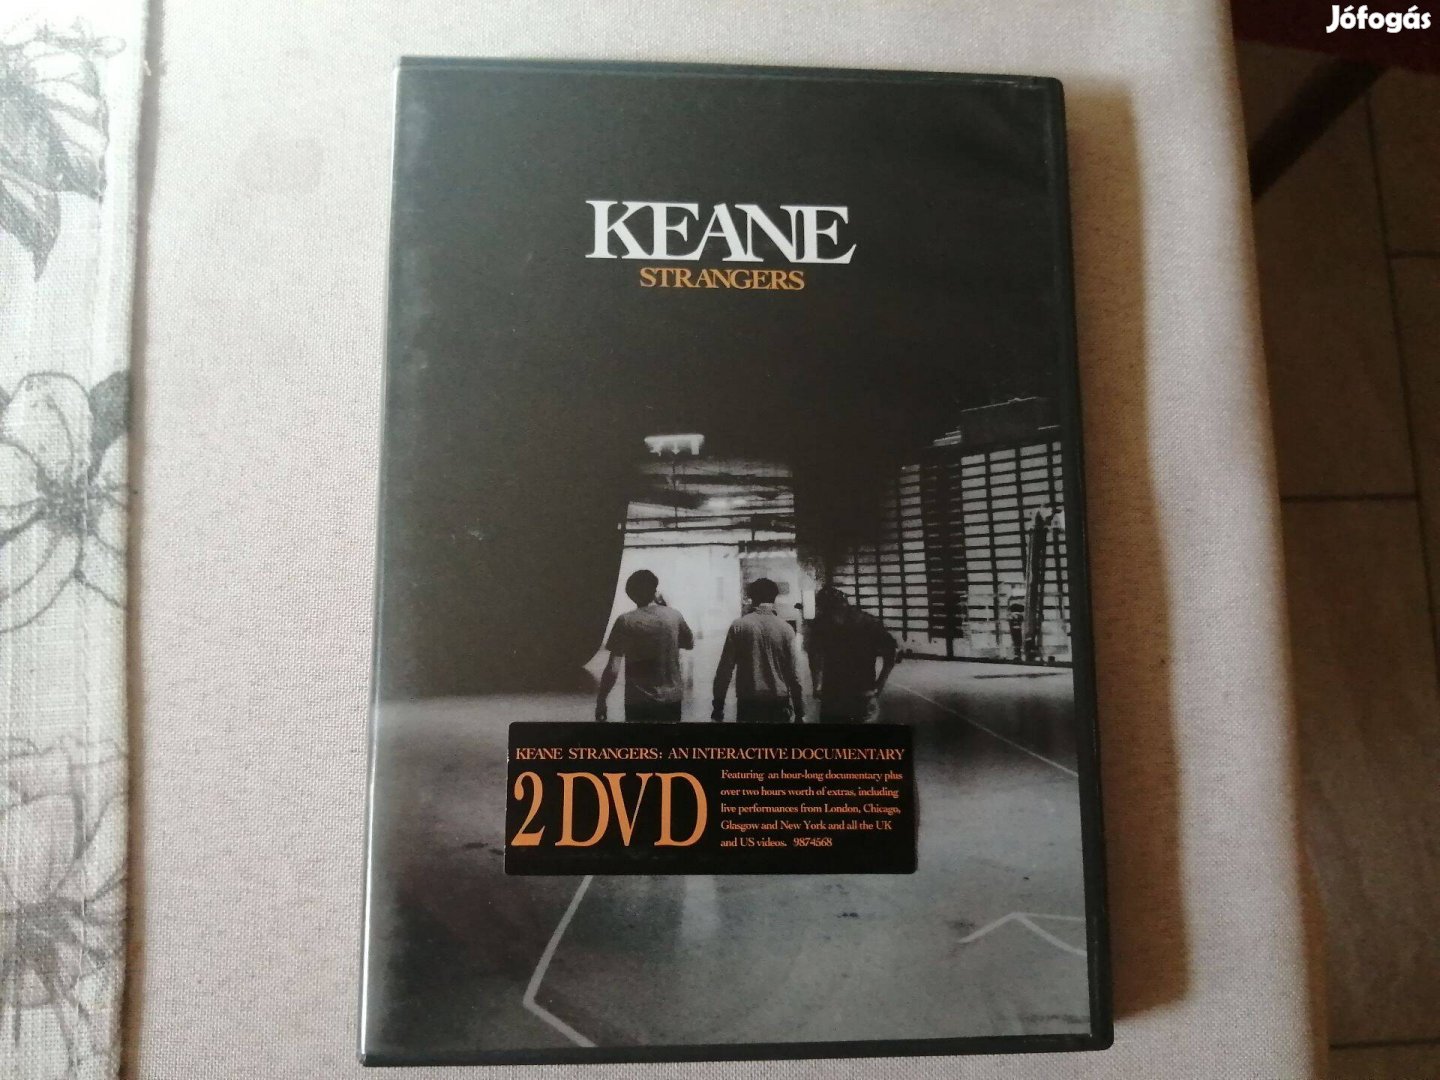 Jófogás
KEANE
STRANGERS
KEANE STRANGERS: AN INTERACTIVE DOCUMENTARY
2 DVD
Featuring an hour-long documentary plus
over two hours worth of extras, including
live performances from London, Chicago,
Glasgow and New York and all the UK
and US videos. 9874568